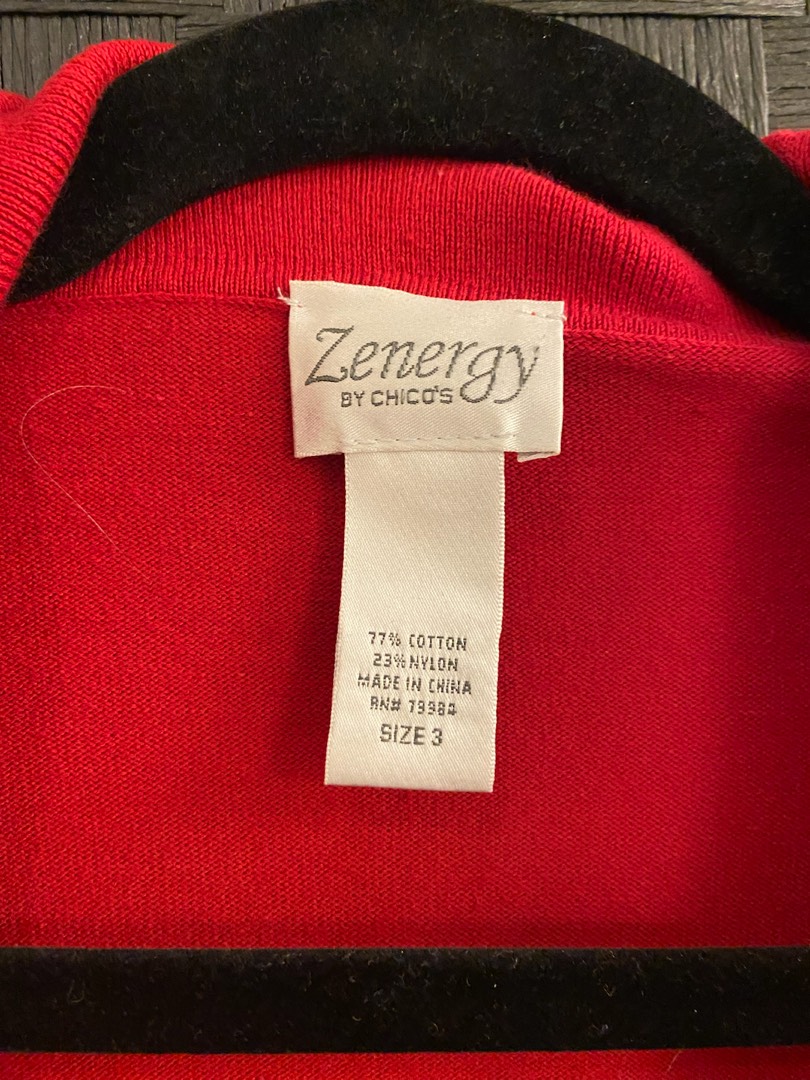 Zenergy
BY CHICO'S
77% COTTON
23% NYLON
MADE IN CHINA
RN# 79984
SIZE 3